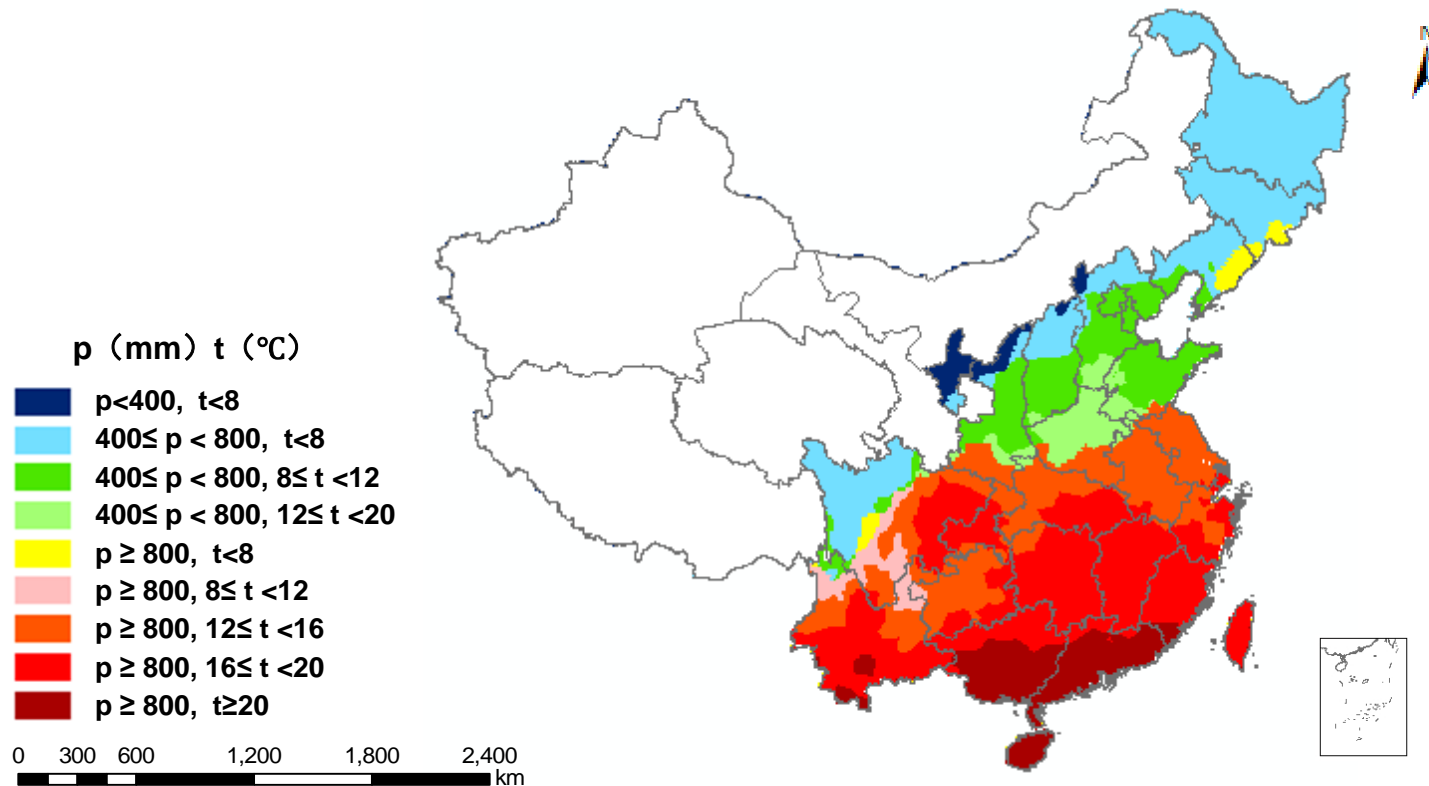 p（mm）t（℃）
p<400, t<8
400≤ p < 800, t<8
400≤ p < 800, 8≤ t <12
400≤ p < 800, 12≤ t <20
p ≥ 800, t<8
p ≥ 800, 8≤ t <12
p ≥ 800, 12≤ t <16
p ≥ 800, 16≤ t <20
p ≥ 800, t≥20
0 300 600 1,200 1,800 2,400
km